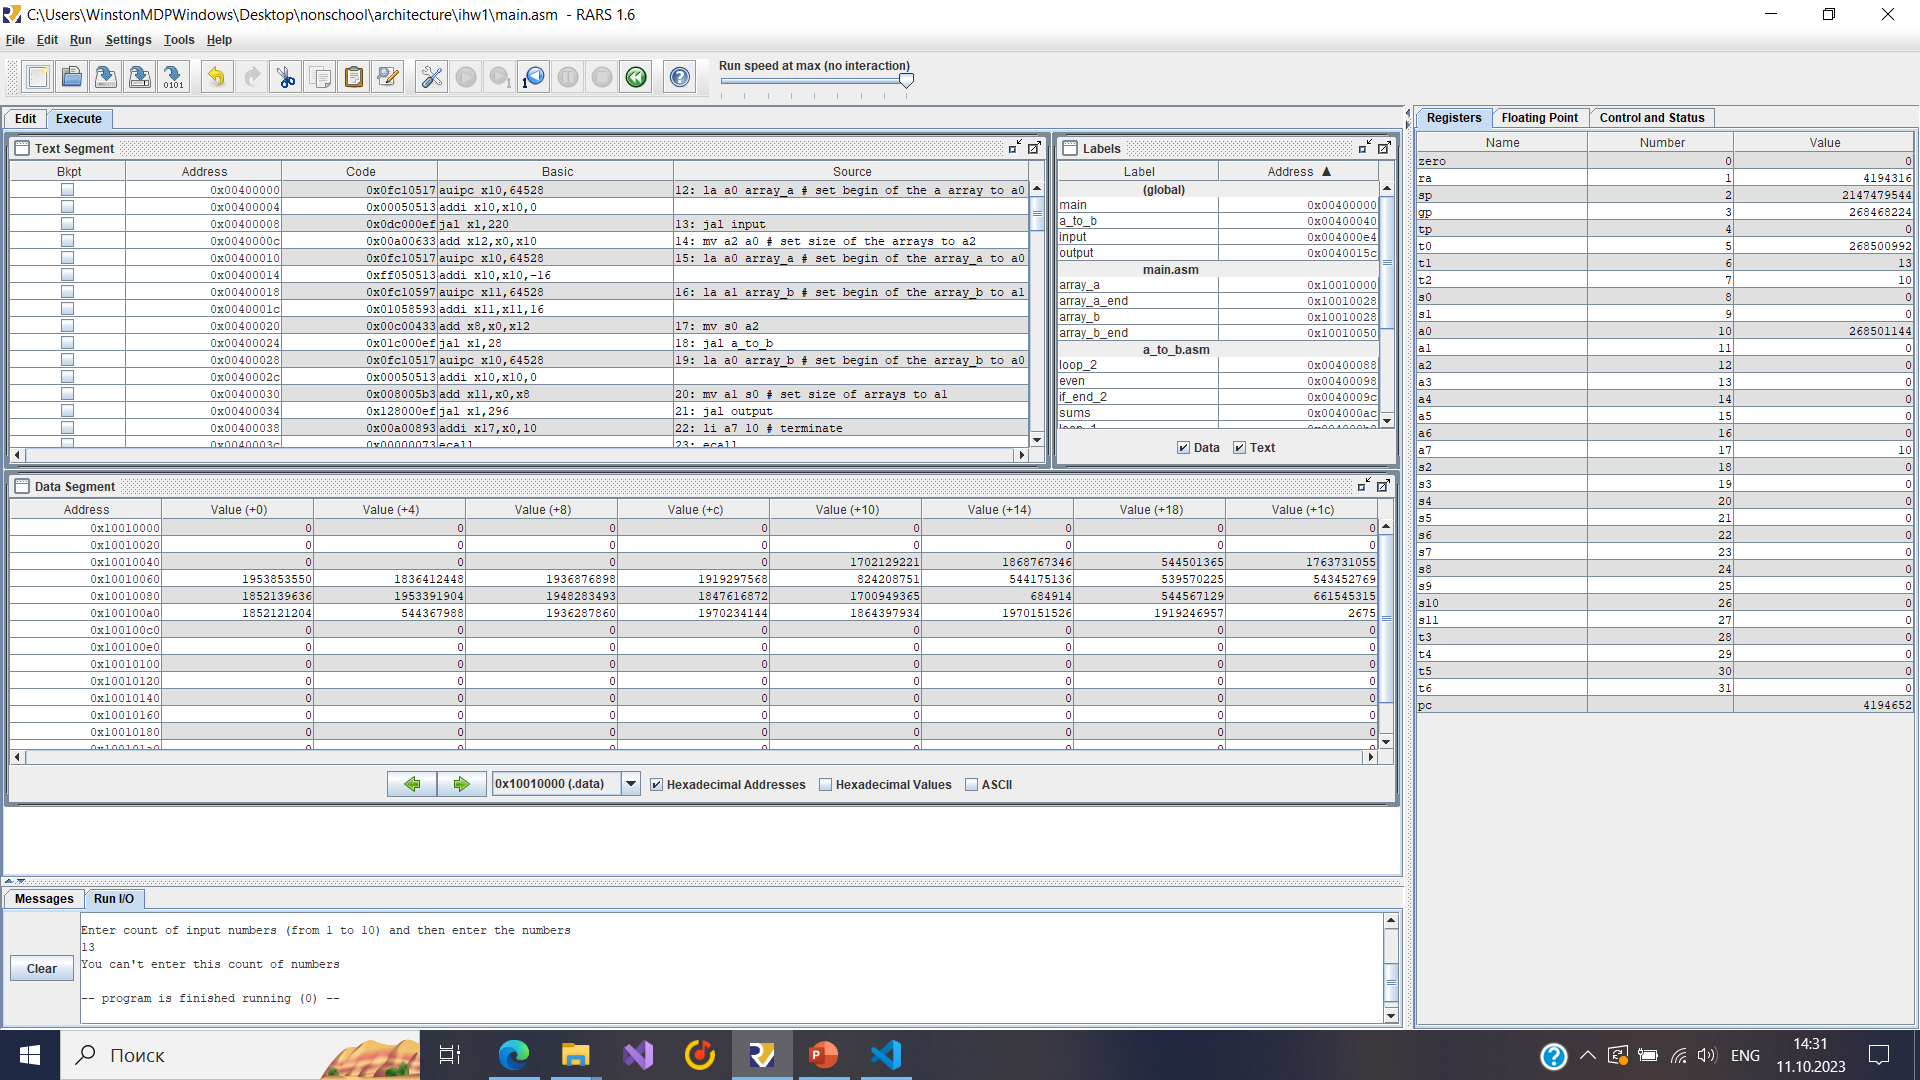 C:\Users\WinstonMDPWindows\Desktop\nonschool\architecture\ihw1\main.asm - RARS 1.6
File Edit Run Settings Tools Help
Run speed at max (no interaction)
Edit Execute
Text Segment
Bkpt Address Code Basic Source
0x00400000 0x0fc10517 auipc x10,64528 12: la a0 array_a # set begin of the a array to a0
0x00400004 0x00050513 addi x10,x10,0
0x00400008 0x0dc000ef jal x1,220 13: jal input
0x0040000c 0x00a00633 add x12,x0,x10 14: mv a2 a0 # set size of the arrays to a2
0x00400010 0x0fc10517 auipc x10,64528 15: la a0 array_a # set begin of the array_a to a0
0x00400014 0xff050513 addi x10,x10,-16
0x00400018 0x0fc10597 auipc x11,64528 16: la a1 array_b # set begin of the array_b to a1
0x0040001c 0x01058593 addi x11,x11,16
0x00400020 0x00c00433 add x8,x0,x12 17: mv s0 a2
0x00400024 0x01c000ef jal x1,28 18: jal a_to_b
0x00400028 0x0fc10517 auipc x10,64528 19: la a0 array_b # set begin of the array_b to a0
0x0040002c 0x00050513 addi x10,x10,0
0x00400030 0x008005b3 add x11,x0,x8 20: mv a1 s0 # set size of arrays to a1
0x00400034 0x128000ef jal x1,296 21: jal output
0x00400038 0x00a00893 addi x17,x0,10 22: li a7 10 # terminate
0x0040003c 0x00000073 ecall 23: ecall
Labels
Label Address ▲
(global)
main 0x00400000
a_to_b 0x00400040
input 0x004000e4
output 0x0040015c
main.asm
array_a 0x10010000
array_a_end 0x10010028
array_b 0x10010028
array_b_end 0x10010050
a_to_b.asm
loop_2 0x00400088
even 0x00400098
if_end_2 0x0040009c
sums 0x004000ac
Data Text
Data Segment
Address Value (+0) Value (+4) Value (+8) Value (+c) Value (+10) Value (+14) Value (+18) Value (+1c)
0x10010000 0 0 0 0 0 0 0 0
0x10010020 0 0 0 0 0 0 0 0
0x10010040 0 0 0 0 1702129221 1868767346 544501365 1763731055
0x10010060 1953853550 1836412448 1936876898 1919297568 824208751 544175136 539570225 543452769
0x10010080 1852139636 1953391904 1948283493 1847616872 1700949365 684914 544567129 661545315
0x100100a0 1852121204 544367988 1936287860 1970234144 1864397934 1970151526 1919246957 2675
0x100100c0 0 0 0 0 0 0 0 0
0x100100e0 0 0 0 0 0 0 0 0
0x10010100 0 0 0 0 0 0 0 0
0x10010120 0 0 0 0 0 0 0 0
0x10010140 0 0 0 0 0 0 0 0
0x10010160 0 0 0 0 0 0 0 0
0x10010180 0 0 0 0 0 0 0 0
0x100101a0 0 0 0 0 0 0 0 0
0x10010000 (.data) Hexadecimal Addresses Hexadecimal Values ASCII
Messages Run I/O
Clear
Enter count of input numbers (from 1 to 10) and then enter the numbers
13
You can't enter this count of numbers
-- program is finished running (0) --
Registers Floating Point Control and Status
Name Number Value
zero 0 0
ra 1 4194316
sp 2 2147479544
gp 3 268468224
tp 4 0
t0 5 268500992
t1 6 13
t2 7 10
s0 8 0
s1 9 0
a0 10 268501144
a1 11 0
a2 12 0
a3 13 0
a4 14 0
a5 15 0
a6 16 0
a7 17 10
s2 18 0
s3 19 0
s4 20 0
s5 21 0
s6 22 0
s7 23 0
s8 24 0
s9 25 0
s10 26 0
s11 27 0
t3 28 0
t4 29 0
t5 30 0
t6 31 0
pc 4194652
Поиск
ENG
14:31
11.10.2023